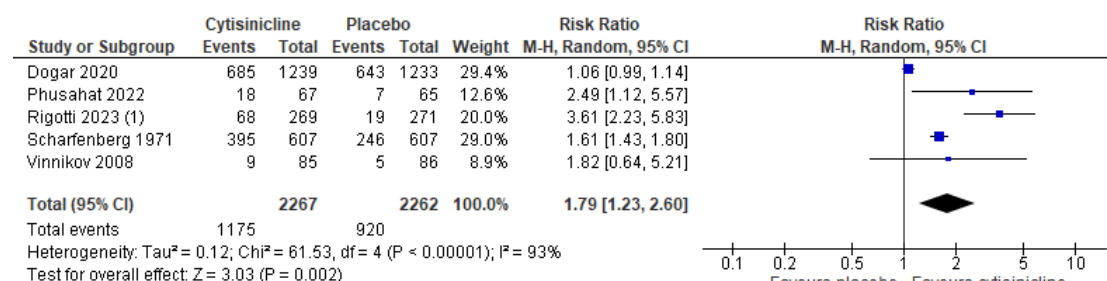 Cytisinicline Placebo Risk Ratio Risk Ratio
Study or Subgroup Events Total Events Total Weight M-H, Random, 95% CI M-H, Random, 95% CI
Dogar 2020 685 1239 643 1233 29.4% 1.06 [0.99, 1.14]
Phusahat 2022 18 67 7 65 12.6% 2.49 [1.12, 5.57]
Rigotti 2023 (1) 68 269 19 271 20.0% 3.61 [2.23, 5.83]
Scharfenberg 1971 395 607 246 607 29.0% 1.61 [1.43, 1.80]
Vinnikov 2008 9 85 5 86 8.9% 1.82 [0.64, 5.21]
Total (95% CI) 2267 2262 100.0% 1.79 [1.23, 2.60]
Total events 1175 920
Heterogeneity: Tau² = 0.12; Chi² = 61.53, df = 4 (P < 0.00001); I² = 93%
0.1 0.2 0.5 1 2 5 10
Test for overall effect: Z = 3.03 (P = 0.002)
Favours placebo Favours cytisinicline